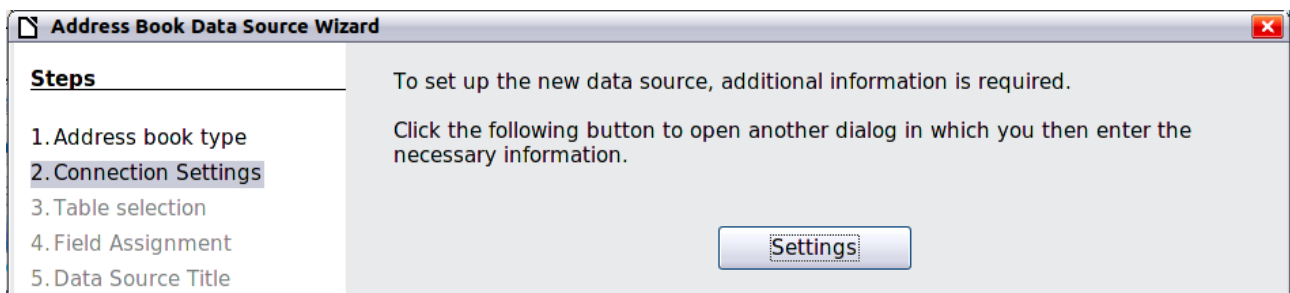 Address Book Data Source Wizard
Steps
1. Address book type
2. Connection Settings
3. Table selection
4. Field Assignment
5. Data Source Title
To set up the new data source, additional information is required.
Click the following button to open another dialog in which you then enter the
necessary information.
Settings